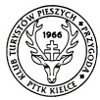 KLUB TURYSTÓW PIESZYCH "PRZYGODA"
1966
PTTK KIELCE